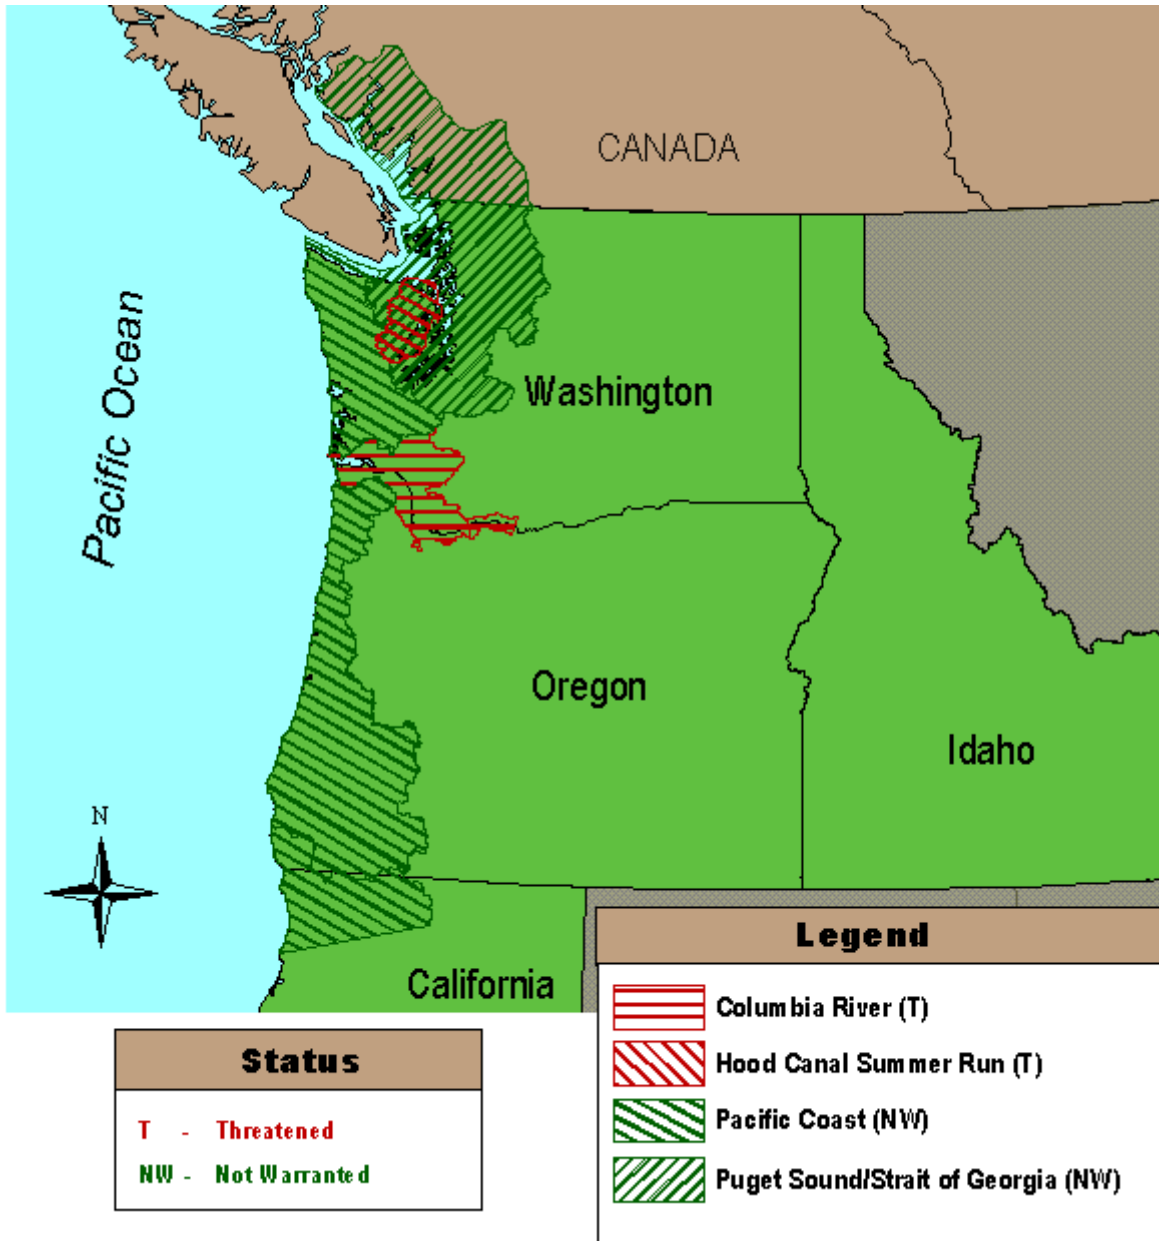 CANADA
Pacific Ocean
Washington
Oregon
Idaho
N
California
Legend
Columbia River (T)
Hood Canal Summer Run (T)
Pacific Coast (NW)
Puget Sound/Strait of Georgia (NW)
Status
T - Threatened
NW - Not Warranted